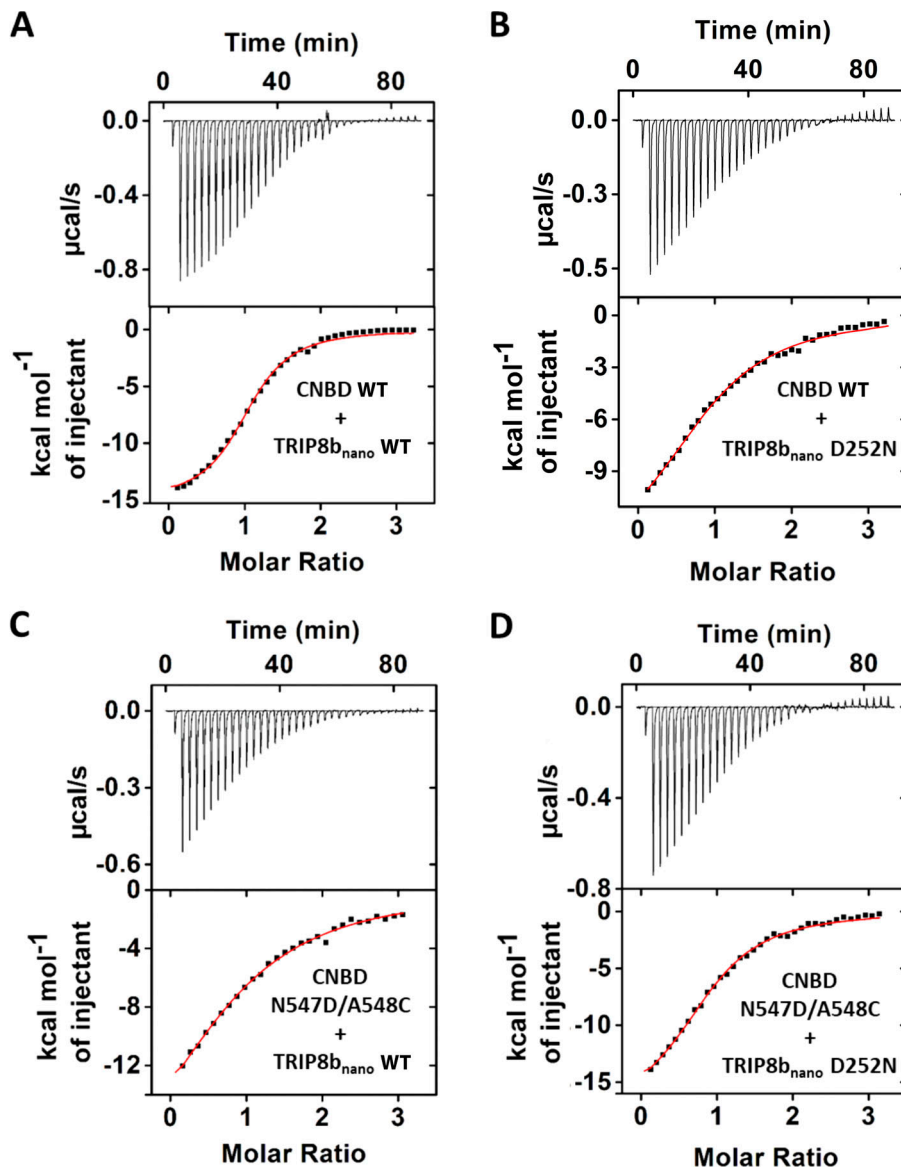 A
Time (min)
0 40 80
0.0
-0.4
-0.8
µcal/s
0
-5
-10
-15
kcal mol-1
of injectant
CNBD WT
+
TRIP8bnano WT
0 1 2 3
Molar Ratio
B
Time (min)
0 40 80
0.0
-0.3
-0.5
µcal/s
0
-3
-6
-9
kcal mol-1
of injectant
CNBD WT
+
TRIP8bnano D252N
0 1 2 3
Molar Ratio
C
Time (min)
0 40 80
0.0
-0.3
-0.6
µcal/s
0
-4
-8
-12
kcal mol-1
of injectant
CNBD
N547D/A548C
+
TRIP8bnano WT
0 1 2 3
Molar Ratio
D
Time (min)
0 40 80
0.0
-0.4
-0.8
µcal/s
0
-5
-10
-15
kcal mol-1
of injectant
CNBD
N547D/A548C
+
TRIP8bnano D252N
0 1 2 3
Molar Ratio